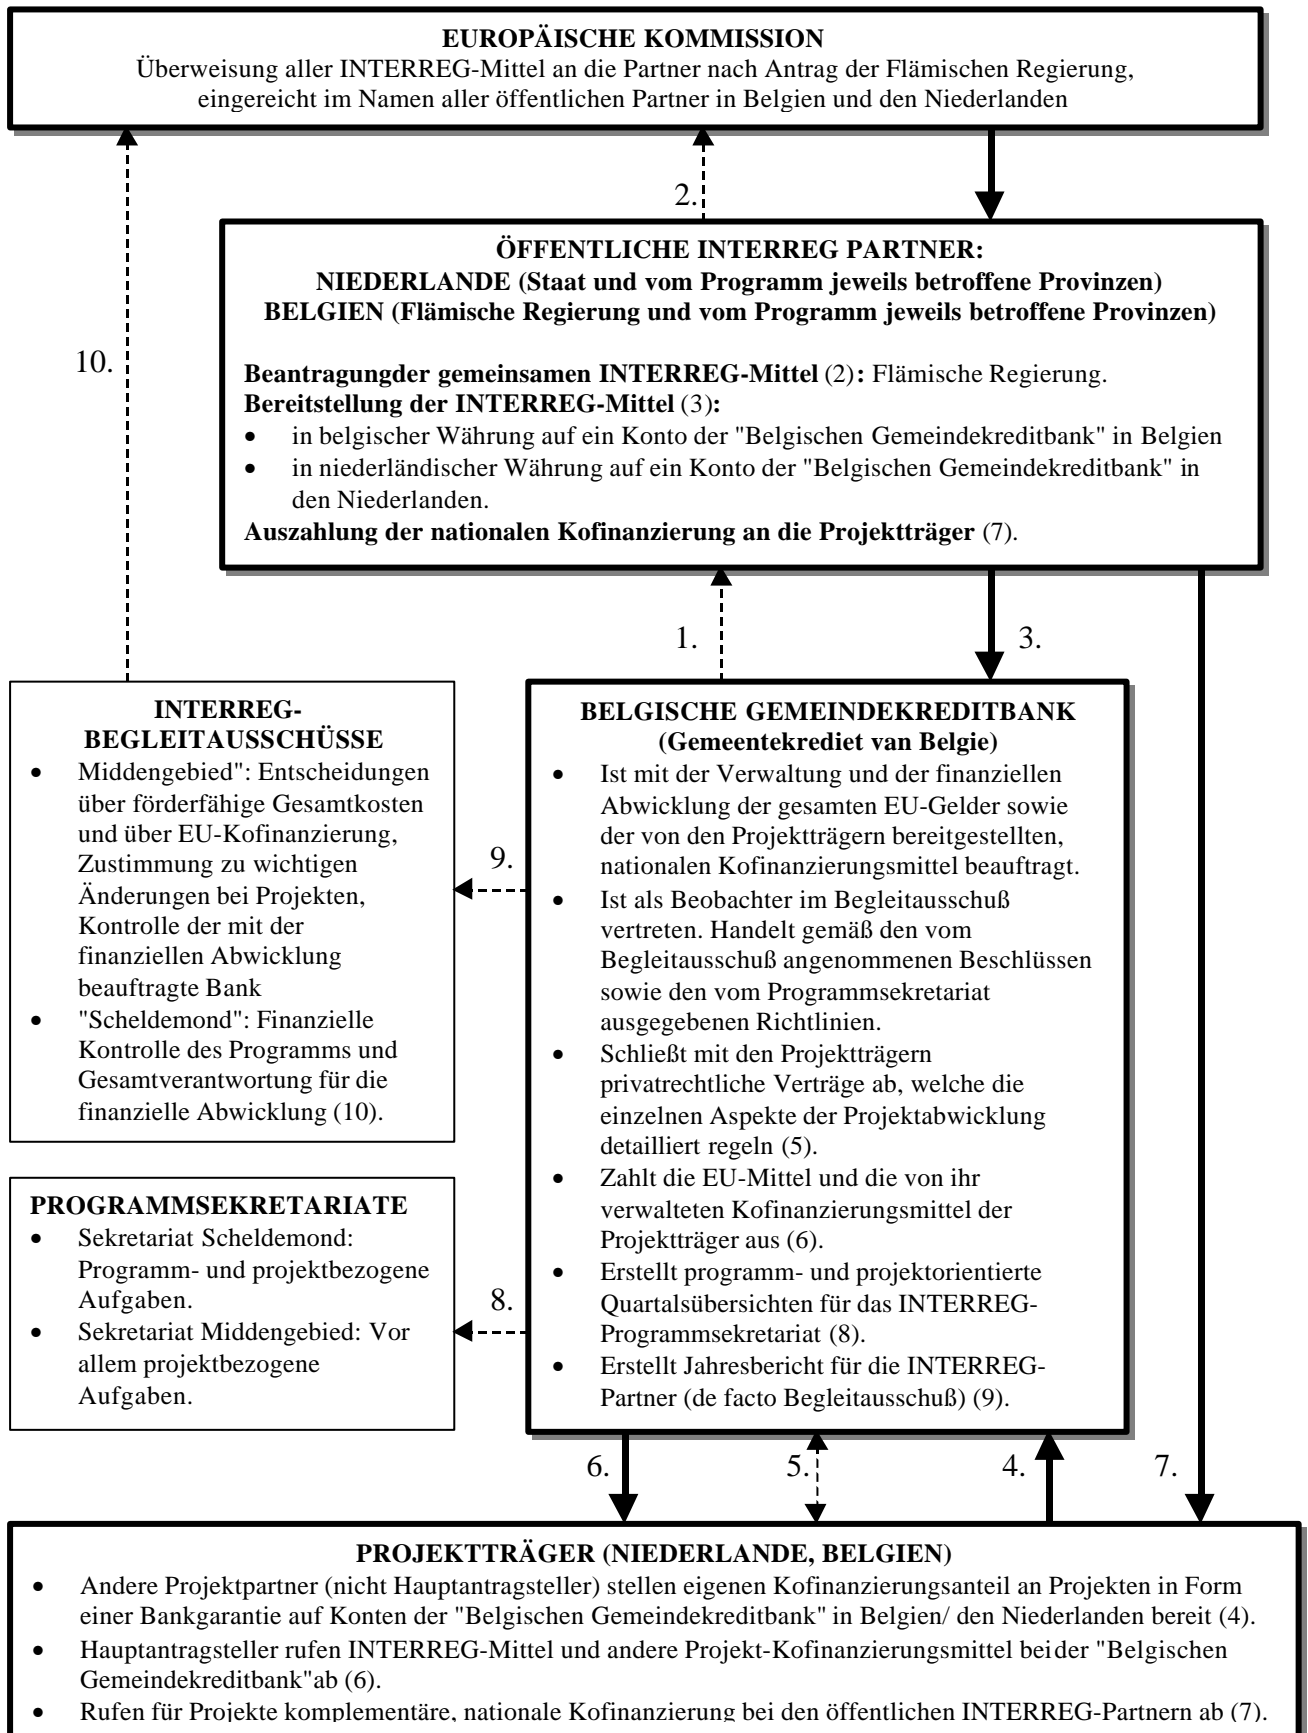 EUROPÄISCHE KOMMISSION
Überweisung aller INTERREG-Mittel an die Partner nach Antrag der Flämischen Regierung,
eingereicht im Namen aller öffentlichen Partner in Belgien und den Niederlanden
2.
ÖFFENTLICHE INTERREG PARTNER:
NIEDERLANDE (Staat und vom Programm jeweils betroffene Provinzen)
BELGIEN (Flämische Regierung und vom Programm jeweils betroffene Provinzen)
10.
Beantragungder gemeinsamen INTERREG-Mittel (2): Flämische Regierung.
Bereitstellung der INTERREG-Mittel (3):
• in belgischer Währung auf ein Konto der "Belgischen Gemeindekreditbank" in Belgien
• in niederländischer Währung auf ein Konto der "Belgischen Gemeindekreditbank" in
den Niederlanden.
Auszahlung der nationalen Kofinanzierung an die Projektträger (7).
1.
3.
INTERREG-
BEGLEITAUSSCHÜSSE
• Middengebied": Entscheidungen
über förderfähige Gesamtkosten
und über EU-Kofinanzierung,
Zustimmung zu wichtigen
Änderungen bei Projekten,
Kontrolle der mit der
finanziellen Abwicklung
beauftragte Bank
• "Scheldemond": Finanzielle
Kontrolle des Programms und
Gesamtverantwortung für die
finanzielle Abwicklung (10).
9.
BELGISCHE GEMEINDEKREDITBANK
(Gemeentekrediet van Belgie)
• Ist mit der Verwaltung und der finanziellen
Abwicklung der gesamten EU-Gelder sowie
der von den Projektträgern bereitgestellten,
nationalen Kofinanzierungsmittel beauftragt.
• Ist als Beobachter im Begleitausschuß
vertreten. Handelt gemäß den vom
Begleitausschuß angenommenen Beschlüssen
sowie den vom Programmsekretariat
ausgegebenen Richtlinien.
• Schließt mit den Projektträgern
privatrechtliche Verträge ab, welche die
einzelnen Aspekte der Projektabwicklung
detailliert regeln (5).
• Zahlt die EU-Mittel und die von ihr
verwalteten Kofinanzierungsmittel der
Projektträger aus (6).
• Erstellt programm- und projektorientierte
Quartalsübersichten für das INTERREG-
Programmsekretariat (8).
• Erstellt Jahresbericht für die INTERREG-
Partner (de facto Begleitausschuß) (9).
PROGRAMMSEKRETARIATE
• Sekretariat Scheldemond:
Programm- und projektbezogene
Aufgaben.
• Sekretariat Middengebied: Vor
allem projektbezogene
Aufgaben.
8.
6.
5.
4.
7.
PROJEKTTRÄGER (NIEDERLANDE, BELGIEN)
• Andere Projektpartner (nicht Hauptantragsteller) stellen eigenen Kofinanzierungsanteil an Projekten in Form
einer Bankgarantie auf Konten der "Belgischen Gemeindekreditbank" in Belgien/ den Niederlanden bereit (4).
• Hauptantragsteller rufen INTERREG-Mittel und andere Projekt-Kofinanzierungsmittel beider "Belgischen
Gemeindekreditbank"ab (6).
• Rufen für Projekte komplementäre, nationale Kofinanzierung bei den öffentlichen INTERREG-Partnern ab (7).